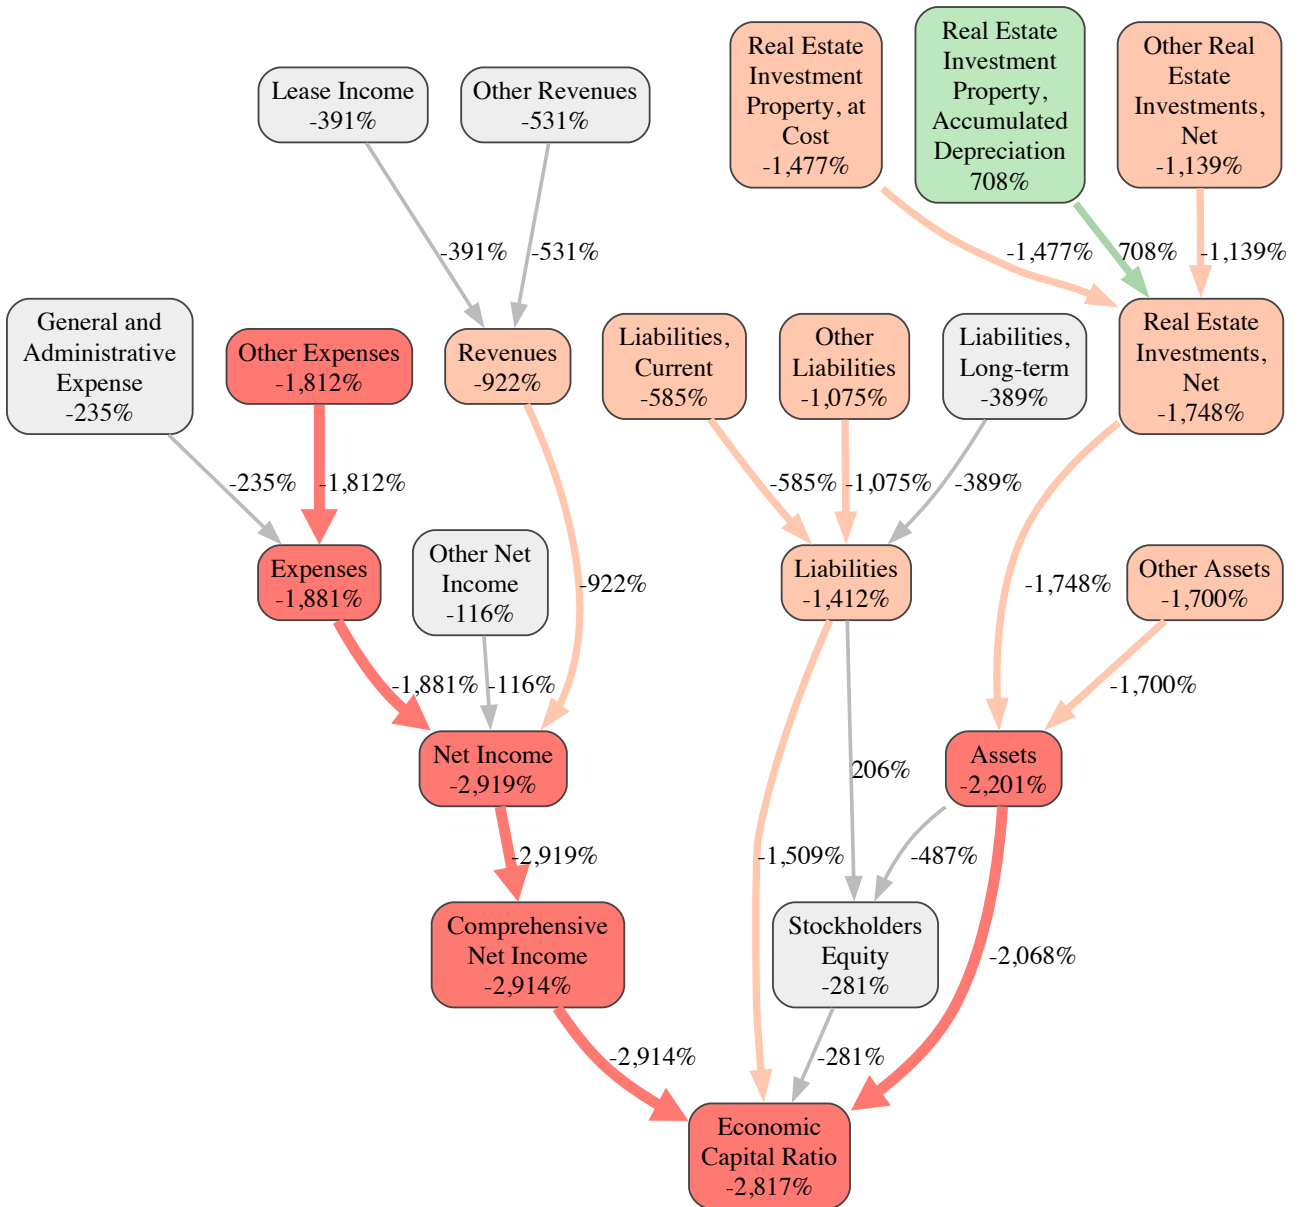 Real Estate
Investment
Property, at
Cost
-1,477%
Real Estate
Investment
Property,
Accumulated
Depreciation
708%
Other Real
Estate
Investments,
Net
-1,139%
Lease Income
-391%
Other Revenues
-531%
-391%
-531%
-1,477%
708%
-1,139%
General and
Administrative
Expense
-235%
Other Expenses
-1,812%
Revenues
-922%
Liabilities,
Current
-585%
Other
Liabilities
-1,075%
Liabilities,
Long-term
-389%
Real Estate
Investments,
Net
-1,748%
-235%
-1,812%
-585%
-1,075%
-389%
Expenses
-1,881%
Other Net
Income
-116%
-922%
Liabilities
-1,412%
-1,748%
Other Assets
-1,700%
-1,881%
-116%
-1,700%
Net Income
-2,919%
206%
Assets
-2,201%
-2,919%
-1,509%
-487%
Comprehensive
Net Income
-2,914%
Stockholders
Equity
-281%
-2,068%
-2,914%
-281%
Economic
Capital Ratio
-2,817%